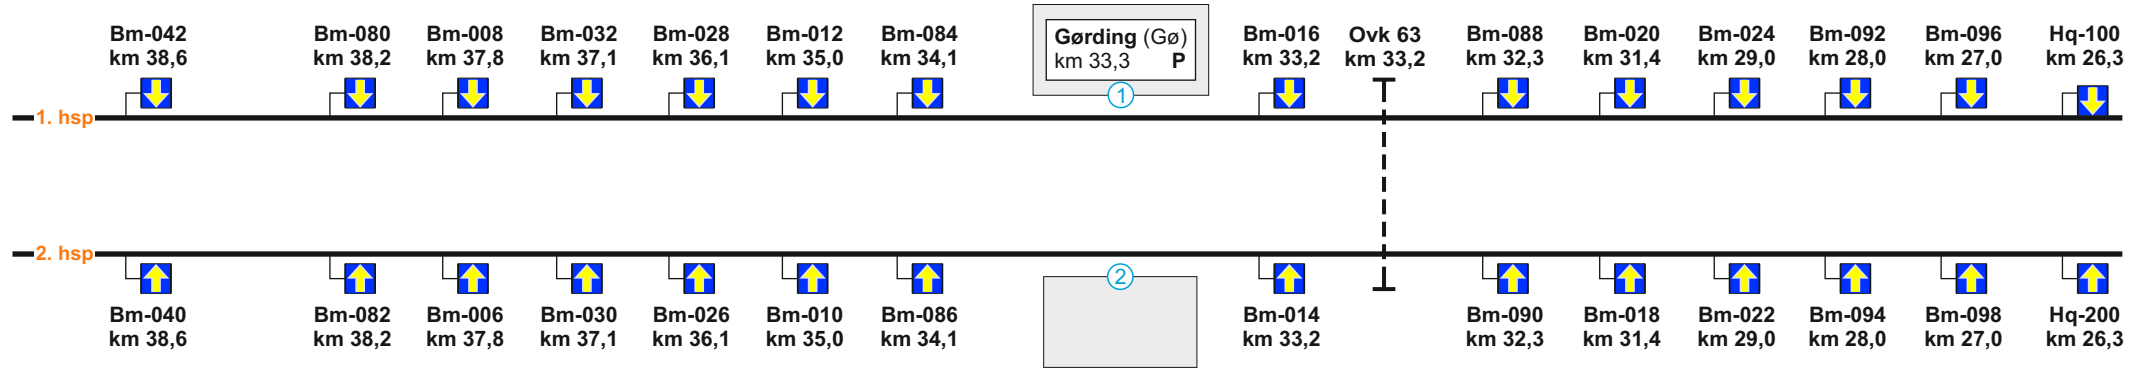 Bm-042
km 38,6
Bm-080
km 38,2
Bm-008
km 37,8
Bm-032
km 37,1
Bm-028
km 36,1
Bm-012
km 35,0
Bm-084
km 34,1
Gørding (Gø)
km 33,3 P
1
Bm-016
km 33,2
Ovk 63
km 33,2
Bm-088
km 32,3
Bm-020
km 31,4
Bm-024
km 29,0
Bm-092
km 28,0
Bm-096
km 27,0
Hq-100
km 26,3
1. hsp
2. hsp
2
Bm-040
km 38,6
Bm-082
km 38,2
Bm-006
km 37,8
Bm-030
km 37,1
Bm-026
km 36,1
Bm-010
km 35,0
Bm-086
km 34,1
Bm-014
km 33,2
Bm-090
km 32,3
Bm-018
km 31,4
Bm-022
km 29,0
Bm-094
km 28,0
Bm-098
km 27,0
Hq-200
km 26,3